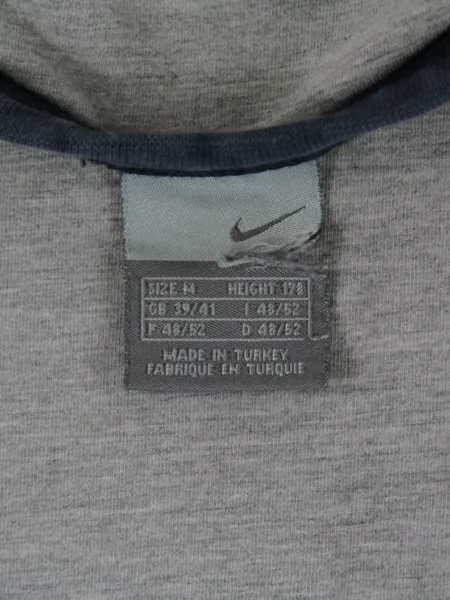 SIZE M HEIGHT 178
GB 39/41 I 48/52
F 48/52 D 48/52
MADE IN TURKEY
FABRIQUE EN TURQUIE